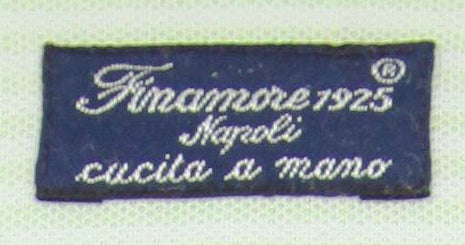 Finamore 1925 ®
Napoli
cucita a mano